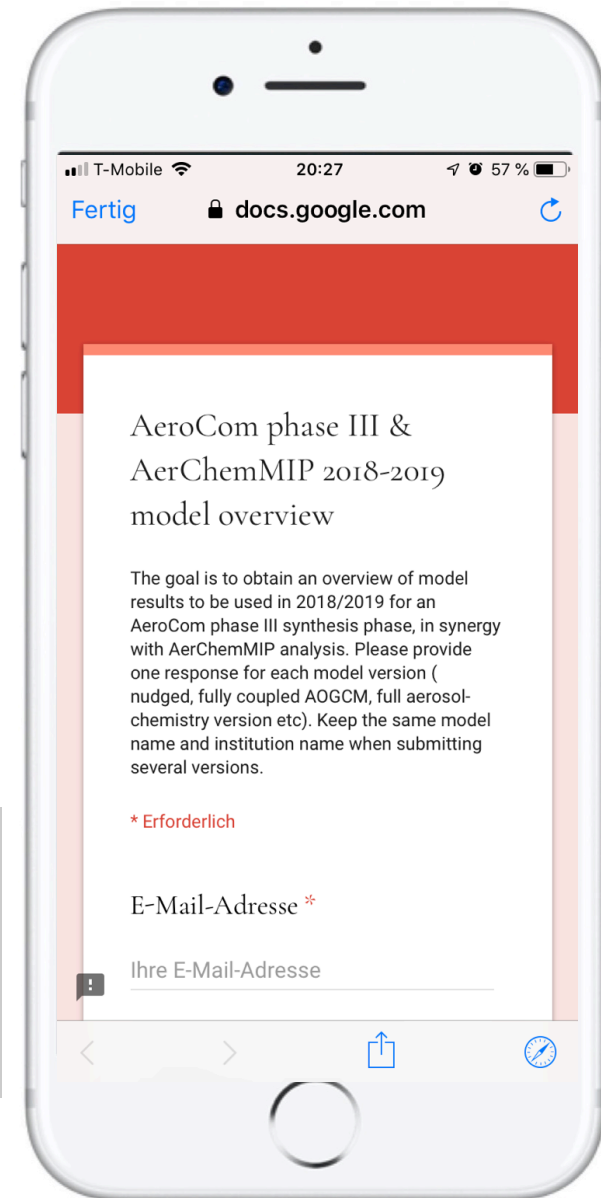 T-Mobile 20:27 57 %
Fertig docs.google.com
AeroCom phase III &
AerChemMIP 2018-2019
model overview
The goal is to obtain an overview of model
results to be used in 2018/2019 for an
AeroCom phase III synthesis phase, in synergy
with AerChemMIP analysis. Please provide
one response for each model version (
nudged, fully coupled AOGCM, full aerosol-
chemistry version etc). Keep the same model
name and institution name when submitting
several versions.
* Erforderlich
E-Mail-Adresse *
Ihre E-Mail-Adresse